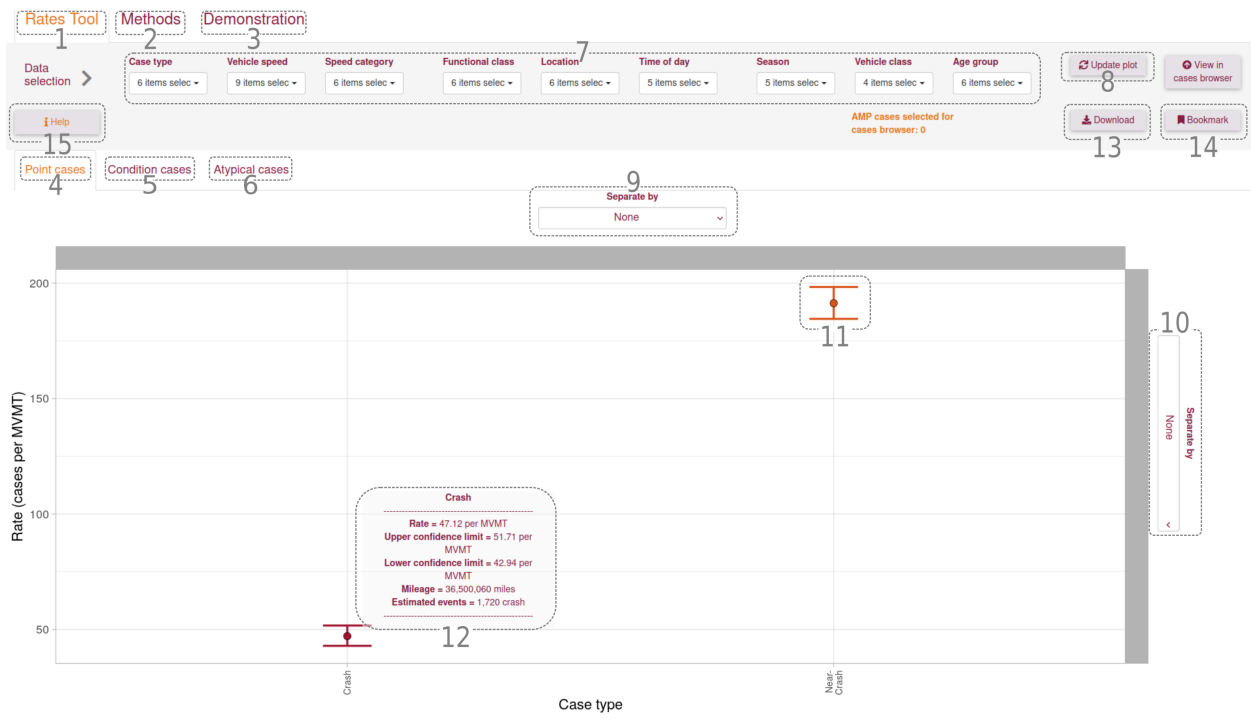 Rates Tool Methods Demonstration
1 2 3 7
Data selection
Case type Vehicle speed Speed category Functional class Location Time of day Season Vehicle class Age group
6 items selec 9 items selec 6 items selec 6 items selec 6 items selec 5 items selec 5 items selec 4 items selec 6 items selec
Update plot
8
View in
cases browser
Help
15
AMP cases selected for
cases browser: 0
Download
13
Bookmark
14
Point cases Condition cases Atypical cases
4 5 6
9
Separate by
None
200
150
100
50
Rate (cases per MVMT)
11
10
Separate by
None
Crash
Rate = 47.12 per MVMT
Upper confidence limit = 51.71 per
MVMT
Lower confidence limit = 42.94 per
MVMT
Mileage = 36,500,060 miles
Estimated events = 1,720 crash
12
Crash
Near-
Crash
Case type